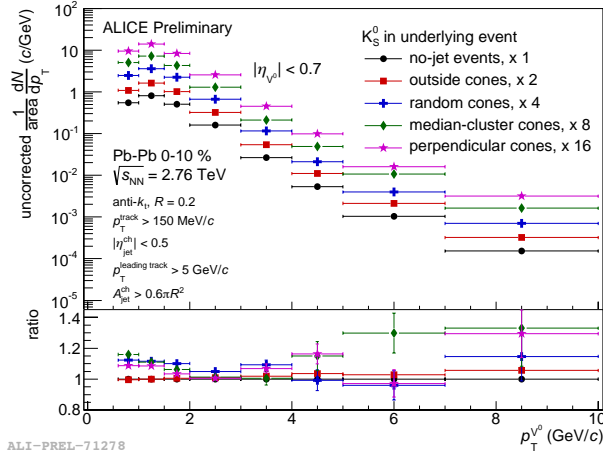 ALICE Preliminary
K⁰_S in underlying event
no-jet events, x 1
outside cones, x 2
random cones, x 4
median-cluster cones, x 8
perpendicular cones, x 16
|η_V⁰| < 0.7
Pb-Pb 0-10 %
√s_NN = 2.76 TeV
anti-k_t, R = 0.2
p_T^track > 150 MeV/c
|η_jet^ch| < 0.5
p_T^leading track > 5 GeV/c
A_jet^ch > 0.6πR²
uncorrected 1/area dN/dp_T (c/GeV)
10²
10
1
10⁻¹
10⁻²
10⁻³
10⁻⁴
10⁻⁵
ratio
1.4
1.2
1
0.8
0 2 4 6 8 10
p_T^V⁰ (GeV/c)
ALI-PREL-71278